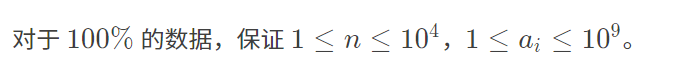 对于 100% 的数据，保证 1 ≤ n ≤ 10⁴，1 ≤ aᵢ ≤ 10⁹。